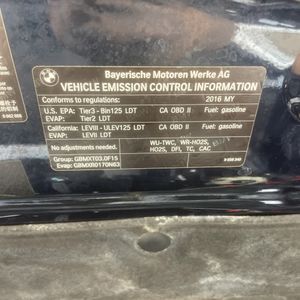 Bayerische Motoren Werke AG
VEHICLE EMISSION CONTROL INFORMATION
Conforms to regulations: 2016 MY
U.S. EPA: Tier3 - Bin125 LDT CA OBD II Fuel: gasoline
EVAP: Tier2 LDT
California: LEVIII - ULEV125 LDT CA OBD II Fuel: gasoline
EVAP: LEVII LDT
No adjustments needed.
WU-TWC, WR-HO2S,
HO2S, DFI, TC, CAC
Group: GBMXT03.0F15
Evap: GBMXR0170N63